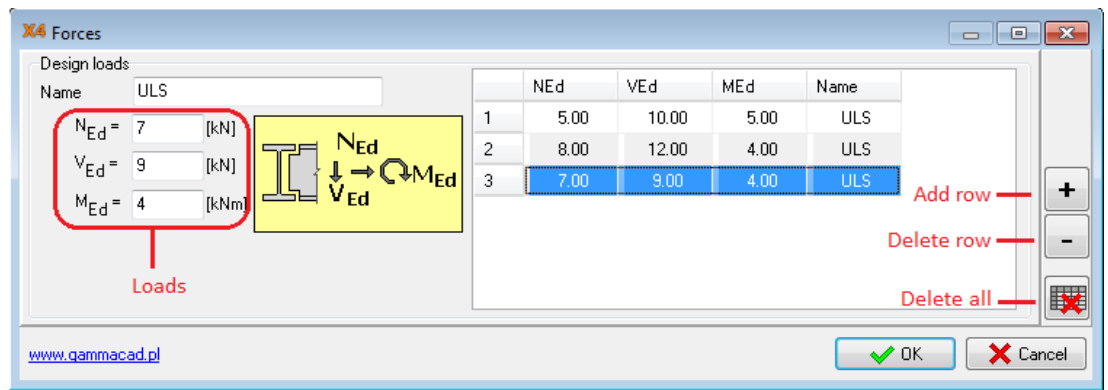 X4 Forces
Design loads
Name ULS
NEd = 7 [kN]
VEd = 9 [kN]
MEd = 4 [kNm]
NEd
VEd
MEd
Loads
NEd VEd MEd Name
1 5.00 10.00 5.00 ULS
2 8.00 12.00 4.00 ULS
3 7.00 9.00 4.00 ULS
Add row +
Delete row -
Delete all
www.gammacad.pl
OK Cancel